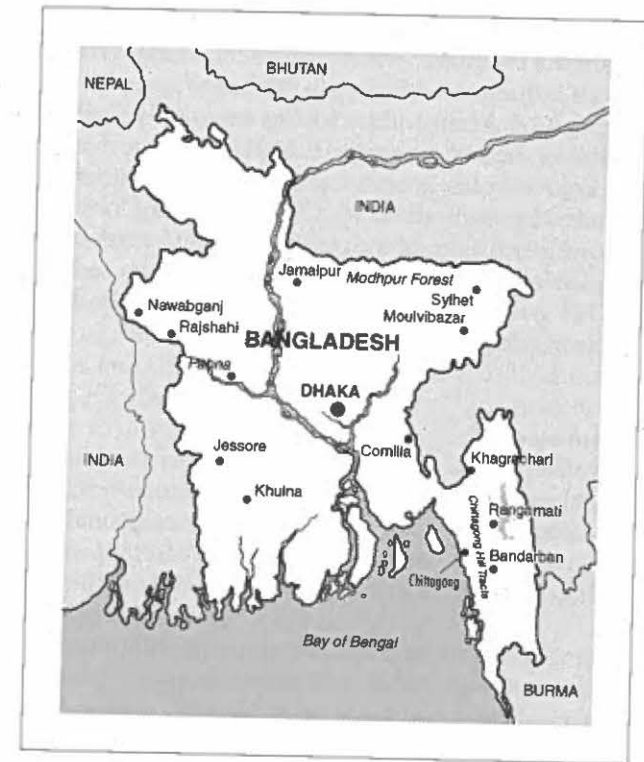 BHUTAN
NEPAL
INDIA
Jamalpur
Modhpur Forest
Sylhet
Nawabganj
Moulvibazar
Rajshahi
BANGLADESH
Pabna
DHAKA
Comilla
Jessore
INDIA
Khagrachari
Khulna
Rangamati
Chittagong Hill Tracts
Bandarban
Chittagong
Bay of Bengal
BURMA